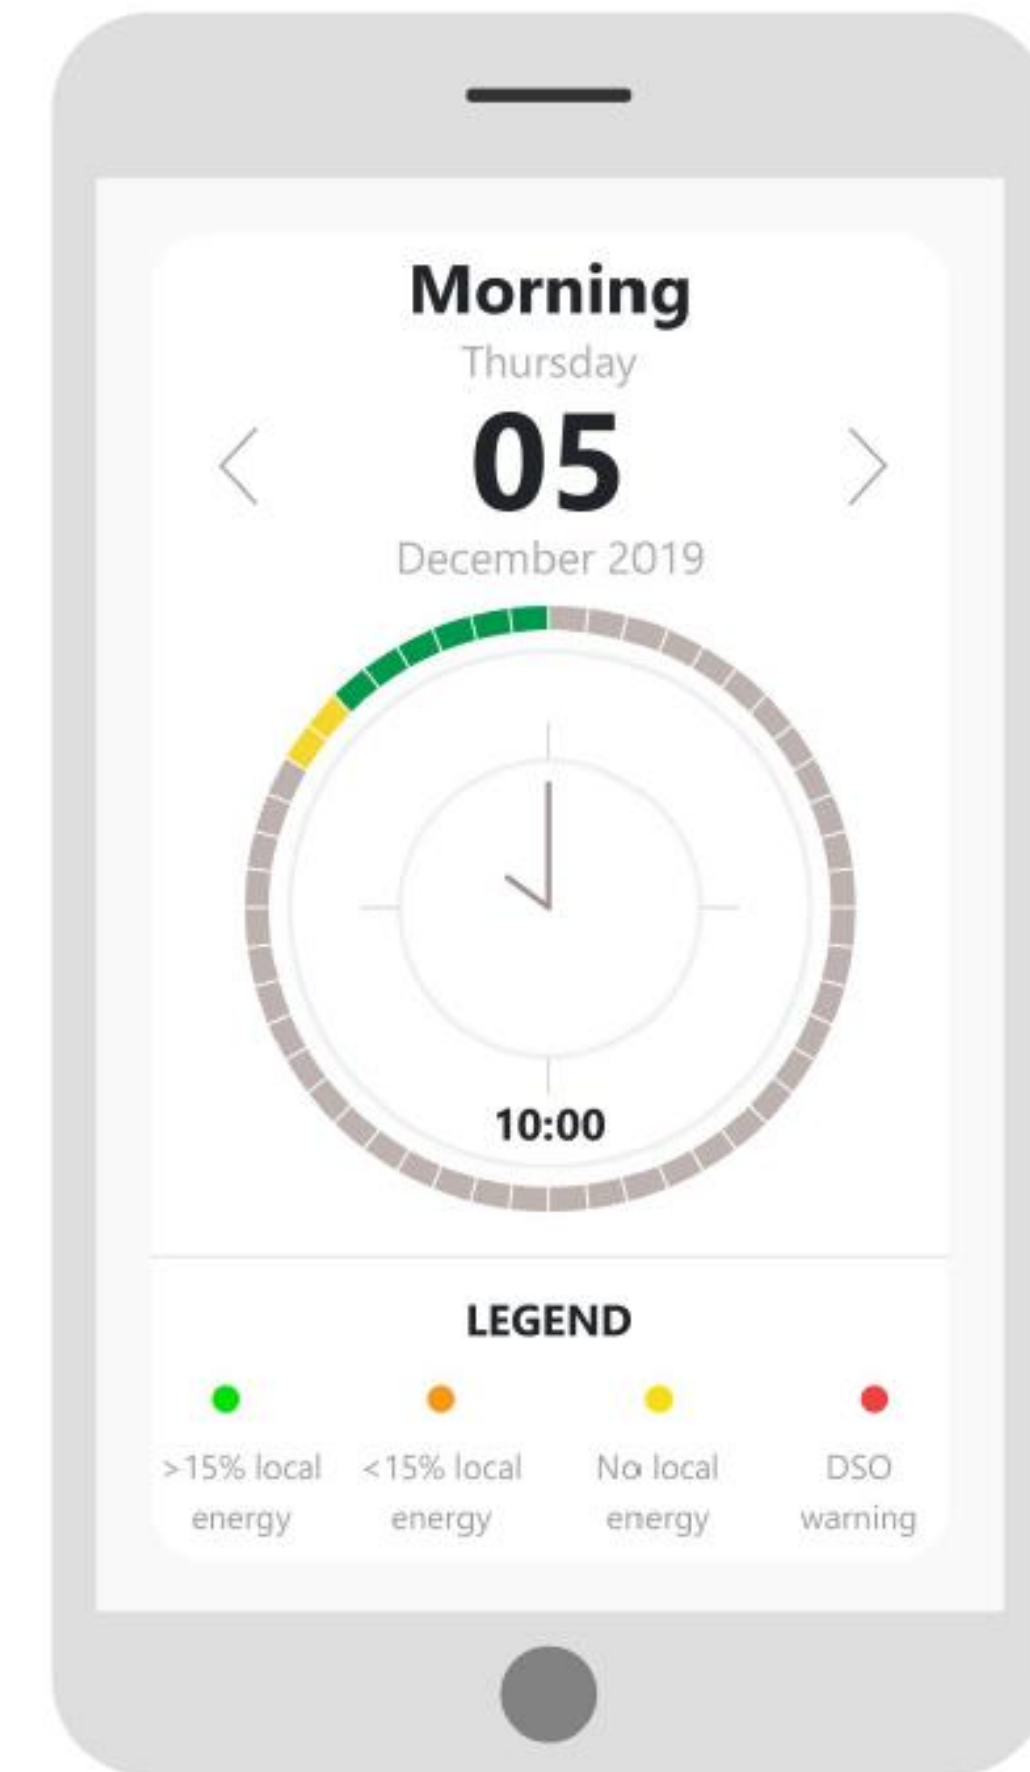 Morning
Thursday
05
December 2019
10:00
LEGEND
>15% local energy
<15% local energy
No local energy
DSO warning